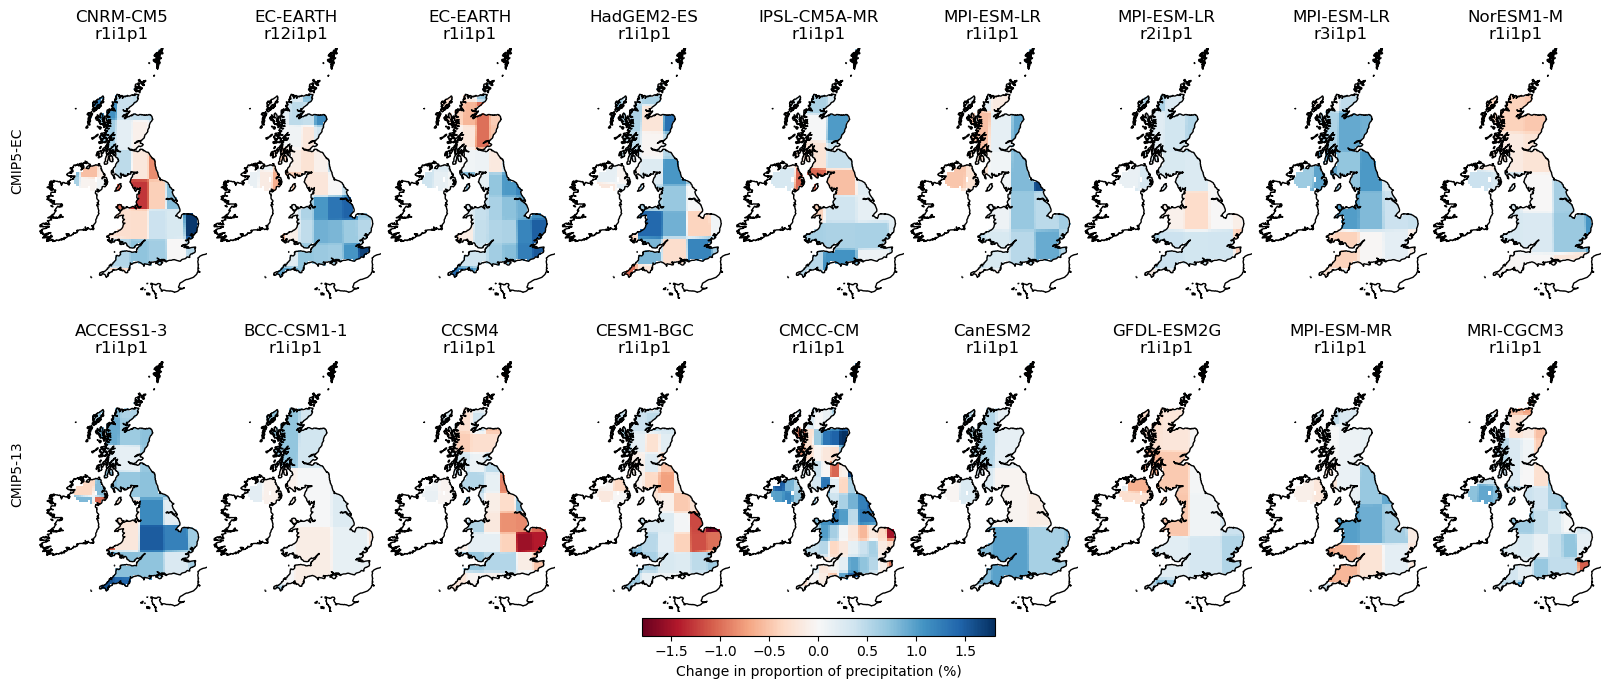 CNRM-CM5 EC-EARTH EC-EARTH HadGEM2-ES IPSL-CM5A-MR MPI-ESM-LR MPI-ESM-LR MPI-ESM-LR NorESM1-M
r1i1p1 r12i1p1 r1i1p1 r1i1p1 r1i1p1 r1i1p1 r2i1p1 r3i1p1 r1i1p1
CMIP5-EC
ACCESS1-3 BCC-CSM1-1 CCSM4 CESM1-BGC CMCC-CM CanESM2 GFDL-ESM2G MPI-ESM-MR MRI-CGCM3
r1i1p1 r1i1p1 r1i1p1 r1i1p1 r1i1p1 r1i1p1 r1i1p1 r1i1p1 r1i1p1
CMIP5-13
−1.5 −1.0 −0.5 0.0 0.5 1.0 1.5
Change in proportion of precipitation (%)